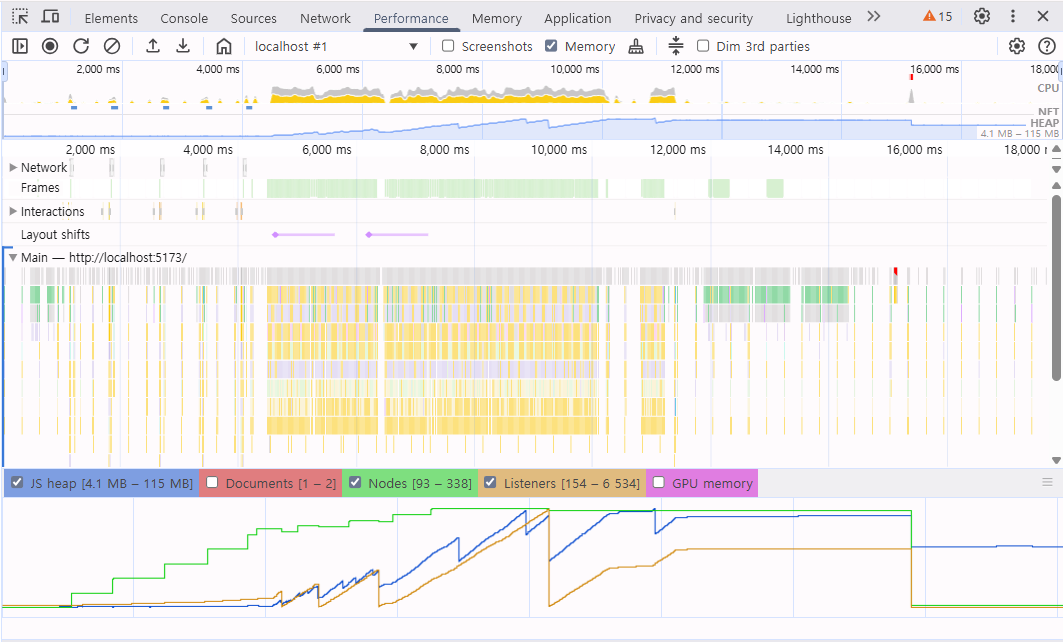 Elements Console Sources Network Performance Memory Application Privacy and security Lighthouse 15
localhost #1 Screenshots Memory Dim 3rd parties
2,000 ms 4,000 ms 6,000 ms 8,000 ms 10,000 ms 12,000 ms 14,000 ms 16,000 ms 18,000
CPU
NFT
HEAP
4.1 MB – 115 MB
2,000 ms 4,000 ms 6,000 ms 8,000 ms 10,000 ms 12,000 ms 14,000 ms 16,000 ms 18,000 r
Network
Frames
Interactions
Layout shifts
Main — http://localhost:5173/
JS heap [4.1 MB – 115 MB] Documents [1 – 2] Nodes [93 – 338] Listeners [154 – 6 534] GPU memory